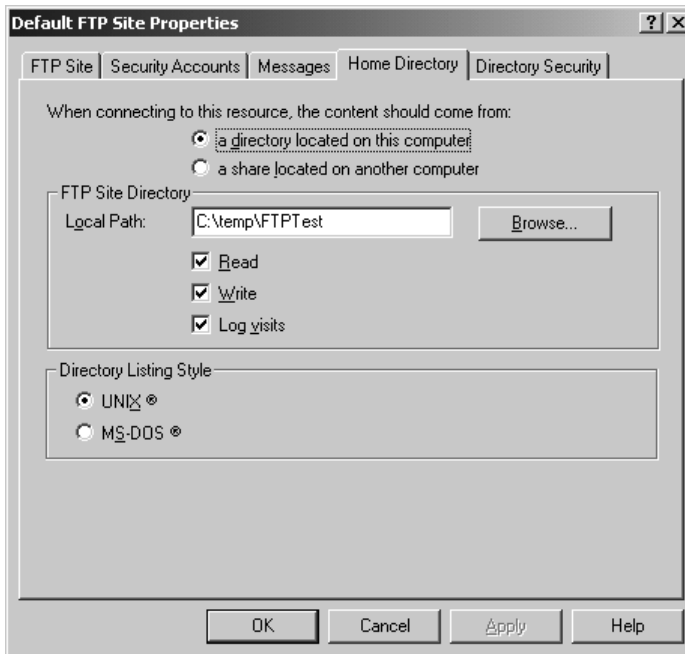 Default FTP Site Properties
FTP Site Security Accounts Messages Home Directory Directory Security
When connecting to this resource, the content should come from:
a directory located on this computer
a share located on another computer
FTP Site Directory
Local Path: C:\temp\FTPTest Browse...
Read
Write
Log visits
Directory Listing Style
UNIX ®
MS-DOS ®
OK Cancel Apply Help